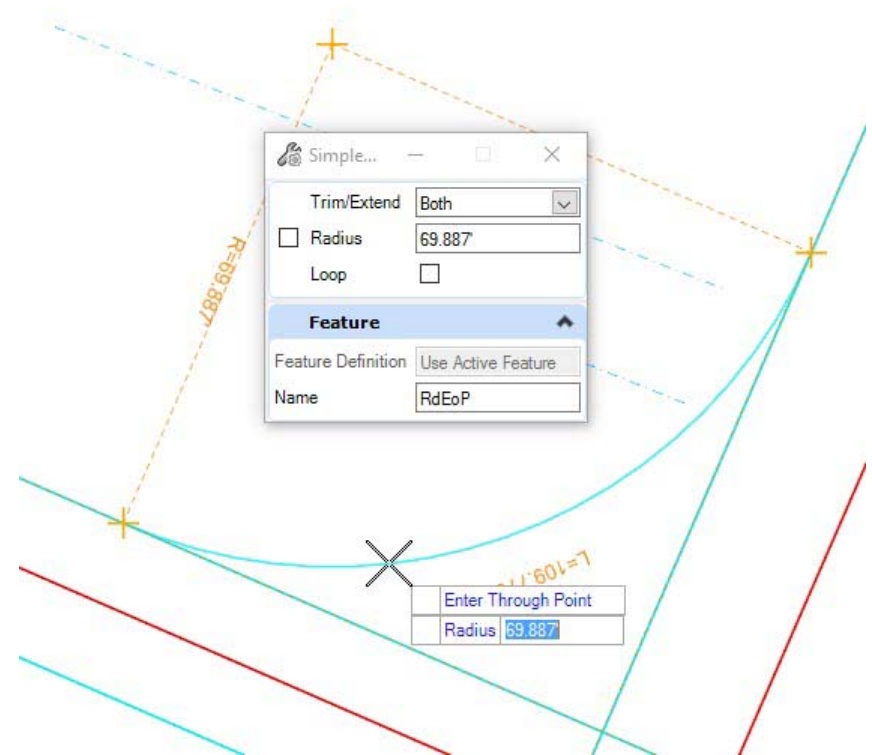 Simple...
Trim/Extend Both
Radius 69.887'
Loop
Feature
Feature Definition Use Active Feature
Name RdEoP
R=69.887'
Enter Through Point
Radius 69.887'